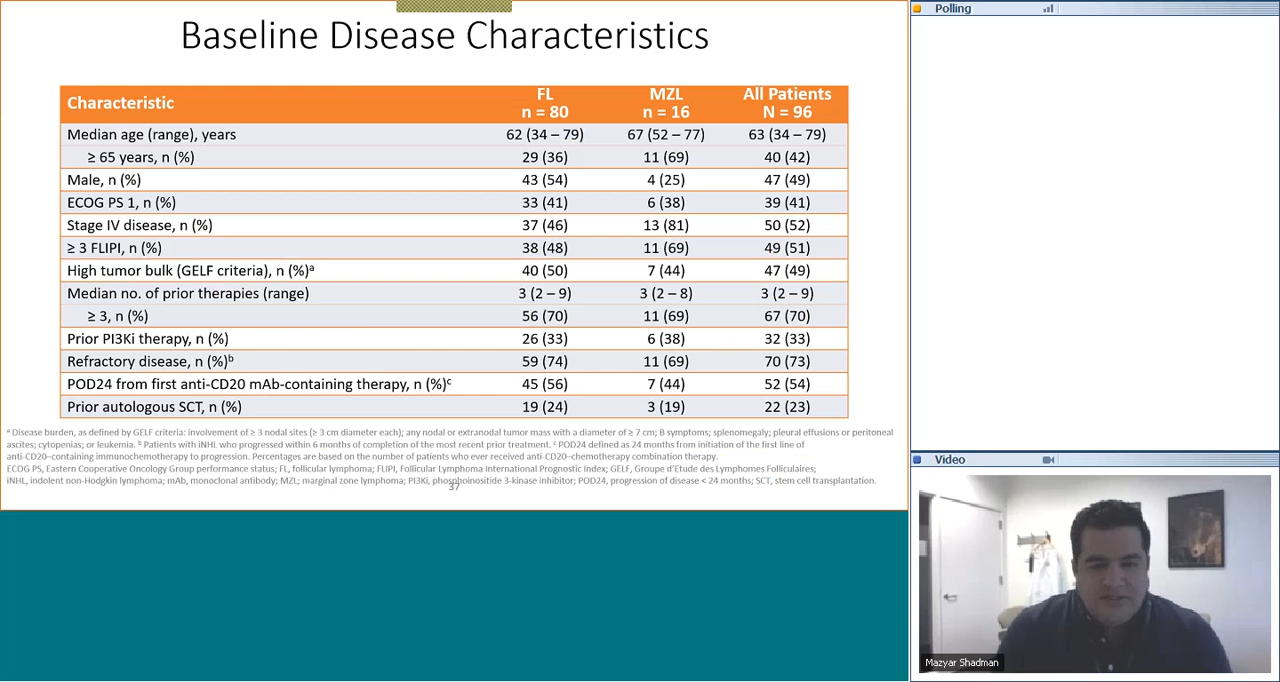 Baseline Disease Characteristics
Characteristic FL n = 80 MZL n = 16 All Patients N = 96
Median age (range), years 62 (34 – 79) 67 (52 – 77) 63 (34 – 79)
≥ 65 years, n (%) 29 (36) 11 (69) 40 (42)
Male, n (%) 43 (54) 4 (25) 47 (49)
ECOG PS 1, n (%) 33 (41) 6 (38) 39 (41)
Stage IV disease, n (%) 37 (46) 13 (81) 50 (52)
≥ 3 FLIPI, n (%) 38 (48) 11 (69) 49 (51)
High tumor bulk (GELF criteria), n (%)ᵃ 40 (50) 7 (44) 47 (49)
Median no. of prior therapies (range) 3 (2 – 9) 3 (2 – 8) 3 (2 – 9)
≥ 3, n (%) 56 (70) 11 (69) 67 (70)
Prior PI3Ki therapy, n (%) 26 (33) 6 (38) 32 (33)
Refractory disease, n (%)ᵇ 59 (74) 11 (69) 70 (73)
POD24 from first anti-CD20 mAb-containing therapy, n (%)ᶜ 45 (56) 7 (44) 52 (54)
Prior autologous SCT, n (%) 19 (24) 3 (19) 22 (23)
ᵃ Disease burden, as defined by GELF criteria: involvement of ≥ 3 nodal sites (≥ 3 cm diameter each); any nodal or extranodal tumor mass with a diameter of ≥ 7 cm; B symptoms; splenomegaly; pleural effusions or peritoneal
ascites; cytopenias; or leukemia. ᵇ Patients with iNHL who progressed within 6 months of completion of the most recent prior treatment. ᶜ POD24 defined as 24 months from initiation of the first line of
anti-CD20–containing immunochemotherapy to progression. Percentages are based on the number of patients who ever received anti-CD20–chemotherapy combination therapy.
ECOG PS, Eastern Cooperative Oncology Group performance status; FL, follicular lymphoma; FLIPI, Follicular Lymphoma International Prognostic Index; GELF, Groupe d'Etude des Lymphomes Folliculaires;
iNHL, indolent non-Hodgkin lymphoma; mAb, monoclonal antibody; MZL; marginal zone lymphoma; PI3Ki, phosphoinositide 3-kinase inhibitor; POD24, progression of disease < 24 months; SCT, stem cell transplantation.
37
Polling
Video
Mazyar Shadman